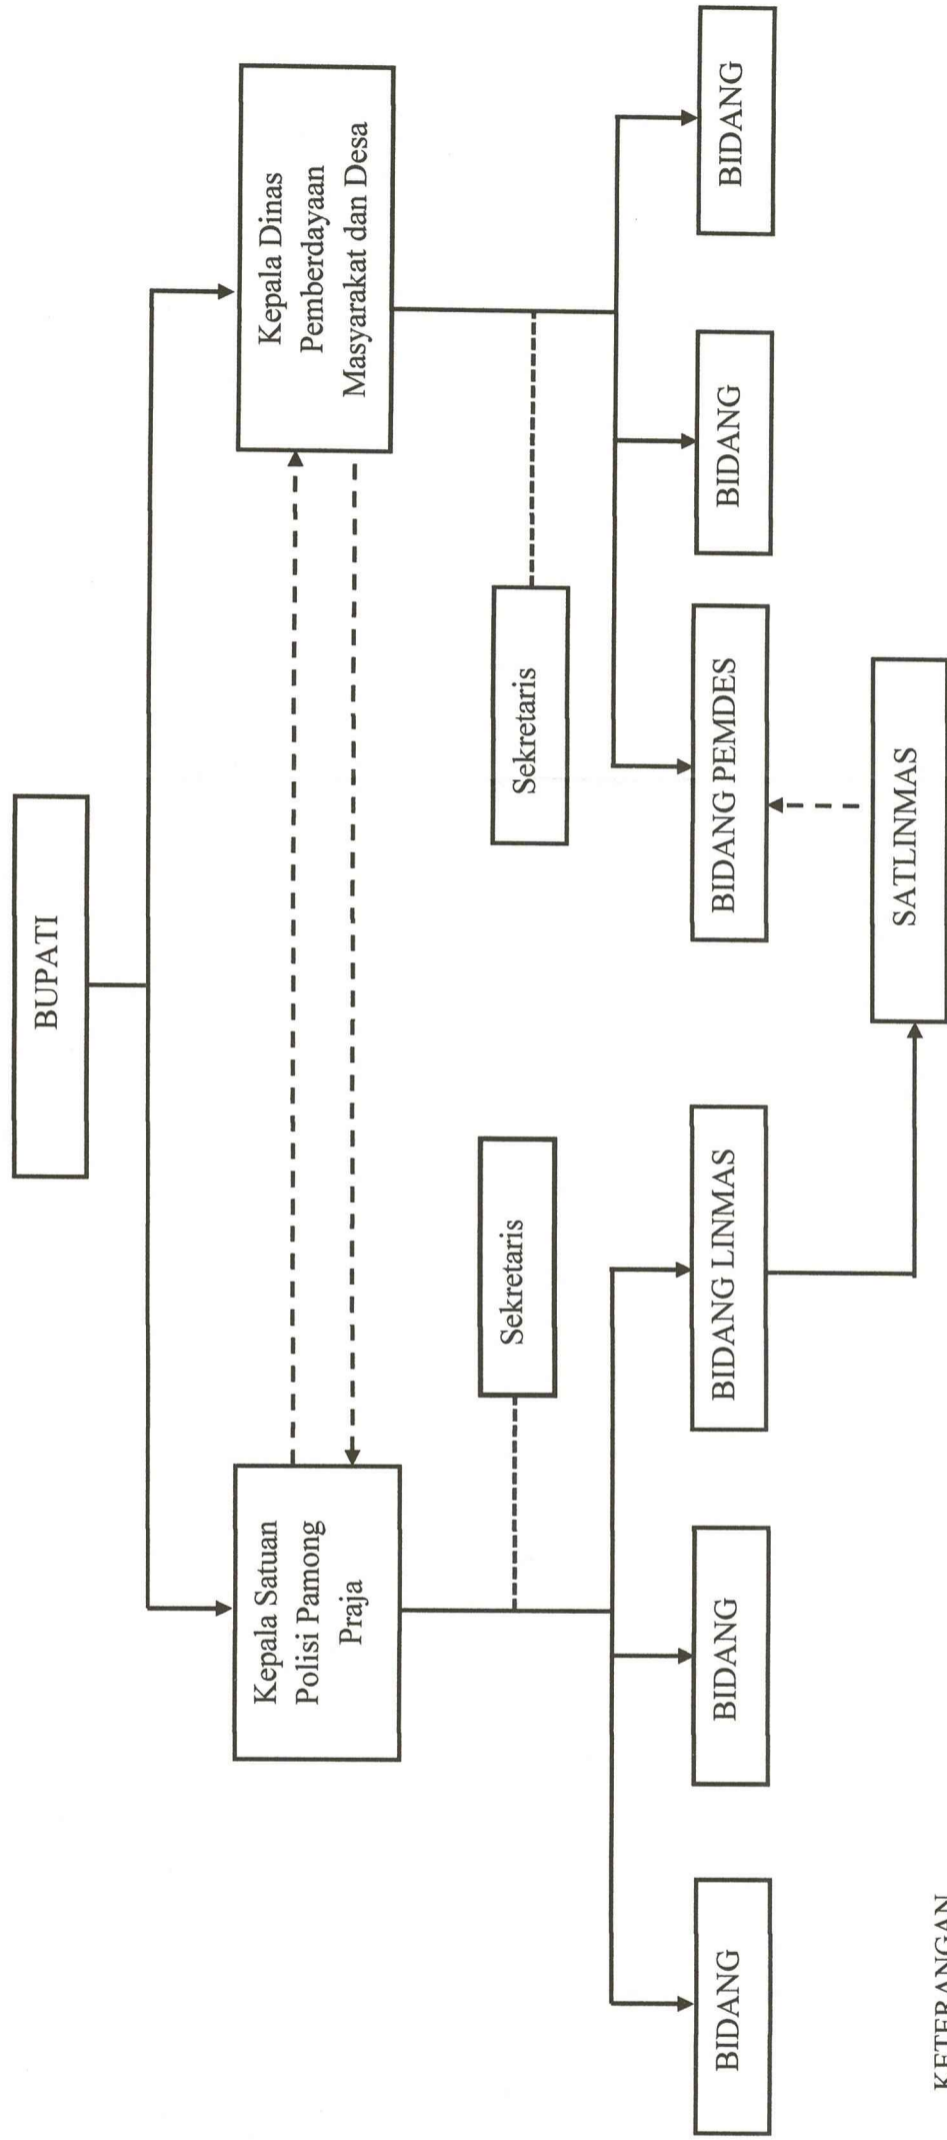 BUPATI
Kepala Satuan
Polisi Pamong
Praja
Kepala Dinas
Pemberdayaan
Masyarakat dan Desa
Sekretaris
Sekretaris
BIDANG
BIDANG
BIDANG LINMAS
BIDANG PEMDES
BIDANG
BIDANG
SATLINMAS
KETERANGAN